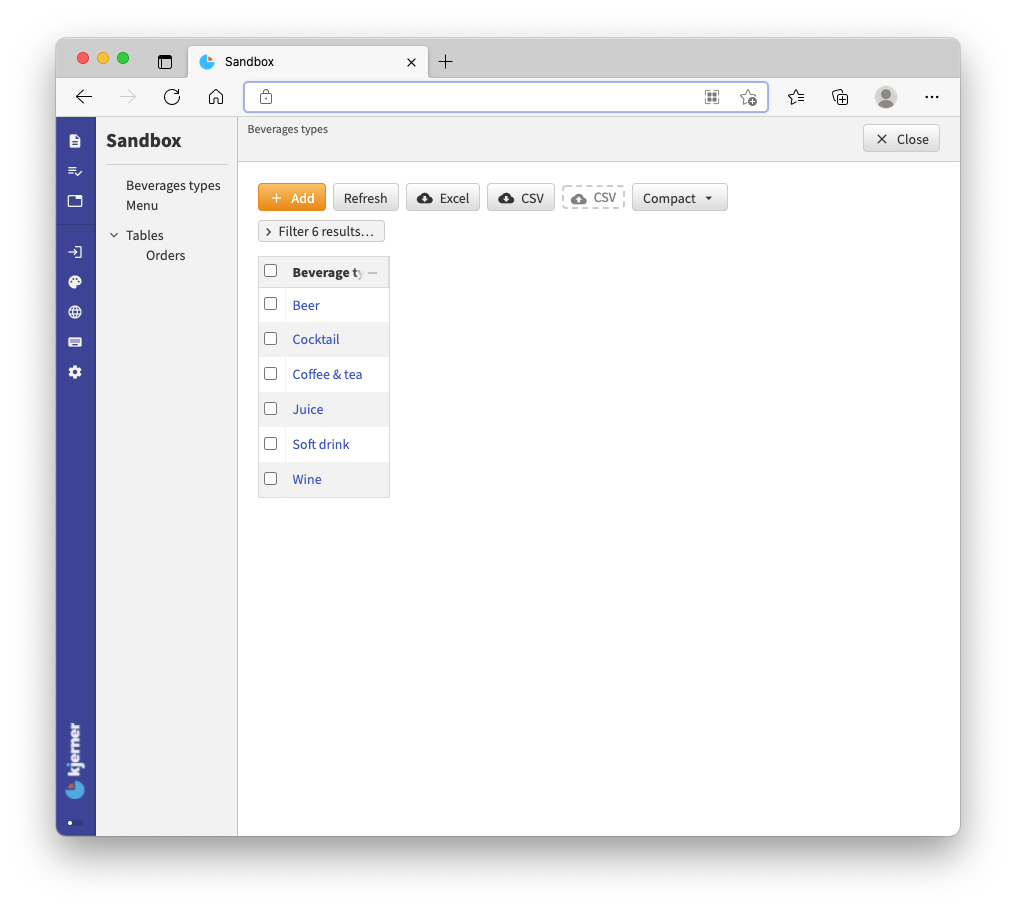 Sandbox
Sandbox
Beverages types
Menu
Tables
Orders
kjerner
Beverages types
Close
Add
Refresh
Excel
CSV
CSV
Compact
Filter 6 results…
Beverage ty
Beer
Cocktail
Coffee & tea
Juice
Soft drink
Wine